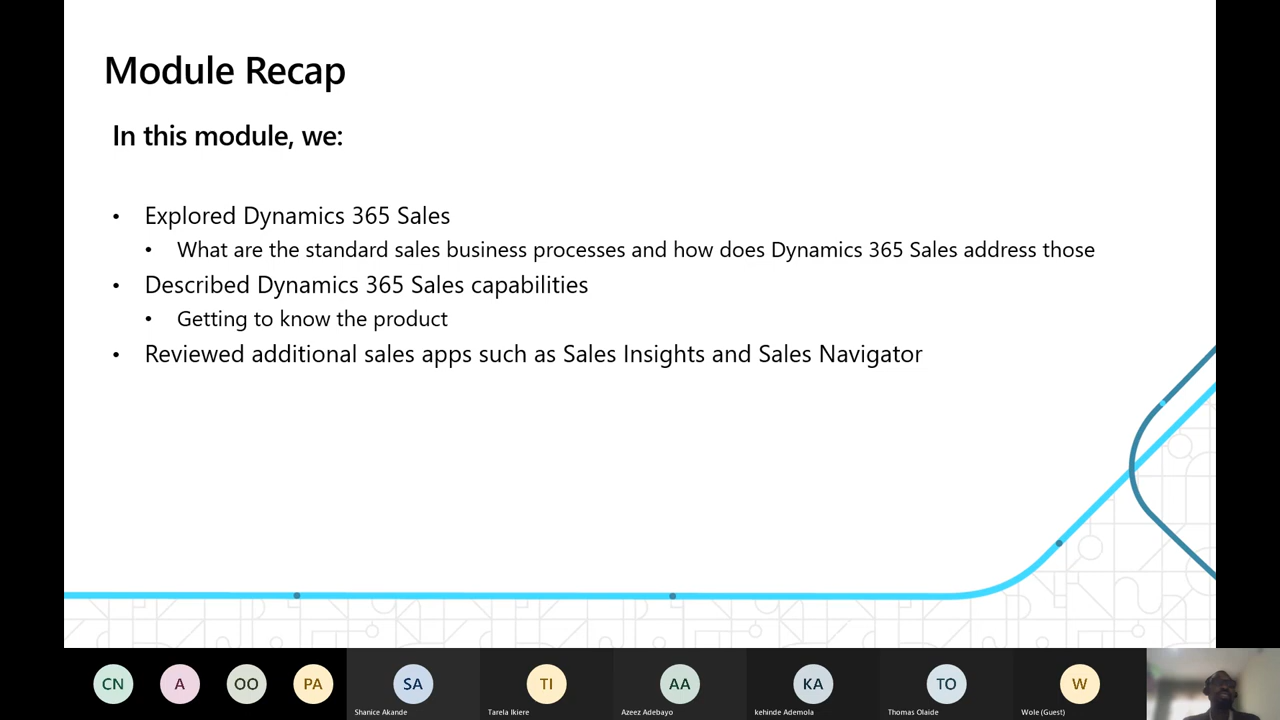 Module Recap
In this module, we:
• Explored Dynamics 365 Sales
• What are the standard sales business processes and how does Dynamics 365 Sales address those
• Described Dynamics 365 Sales capabilities
• Getting to know the product
• Reviewed additional sales apps such as Sales Insights and Sales Navigator
CN A OO PA SA TI AA KA TO W
Shanice Akande Tarela Ikiere Azeez Adebayo kehinde Ademola Thomas Olaide Wole (Guest)